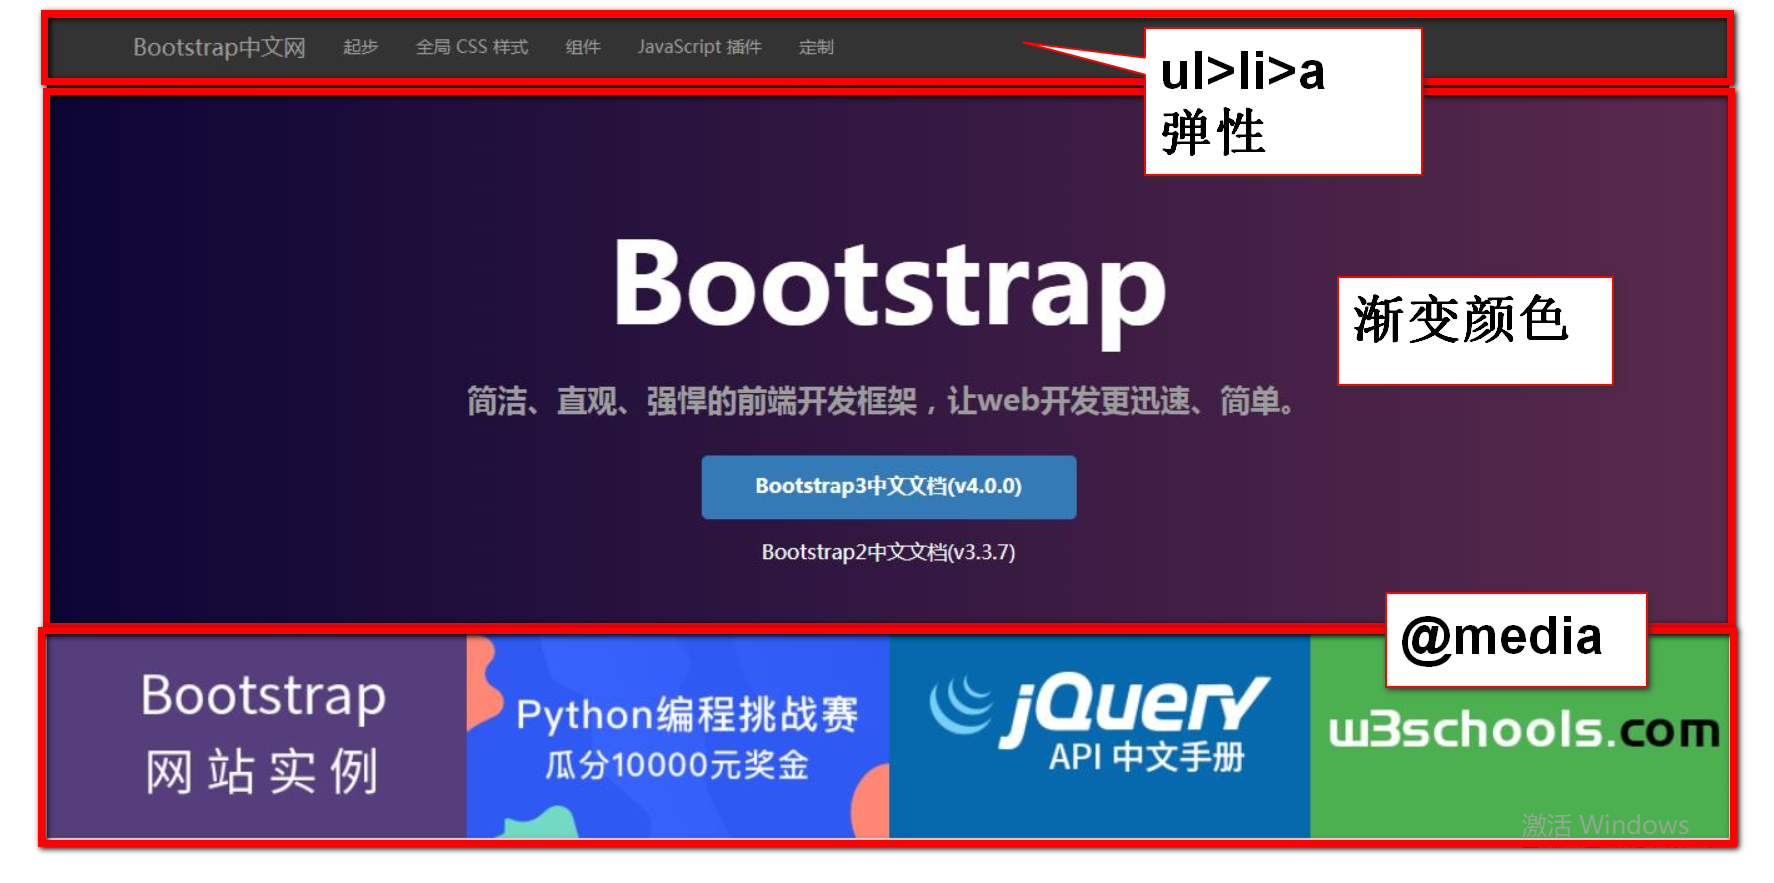 Bootstrap中文网 起步 全局 CSS 样式 组件 JavaScript 插件 定制
ul>li>a
弹性
Bootstrap
渐变颜色
简洁、直观、强悍的前端开发框架，让web开发更迅速、简单。
Bootstrap3中文文档(v4.0.0)
Bootstrap2中文文档(v3.3.7)
@media
Bootstrap
网站实例
Python编程挑战赛
瓜分10000元奖金
jQuery
API 中文手册
w3schools.com
激活 Windows